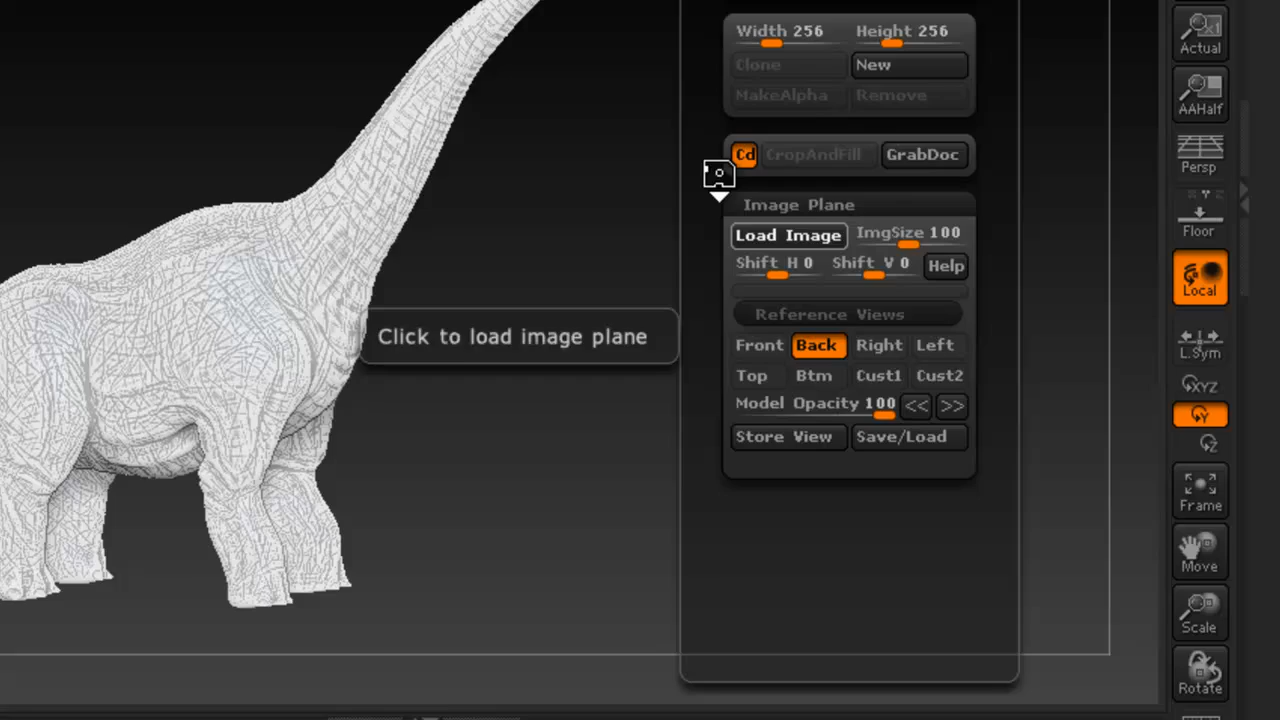 Width 256 Height 256
Clone New
MakeAlpha Remove
Cd CropAndFill GrabDoc
Image Plane
Load Image ImgSize 100
Shift H 0 Shift V 0 Help
Click to load image plane
Reference Views
Front Back Right Left
Top Btm Cust1 Cust2
Model Opacity 100 << >>
Store View Save/Load
Actual
AAHalf
Persp
Floor
Local
L.Sym
XYZ
Y
Z
Frame
Move
Scale
Rotate